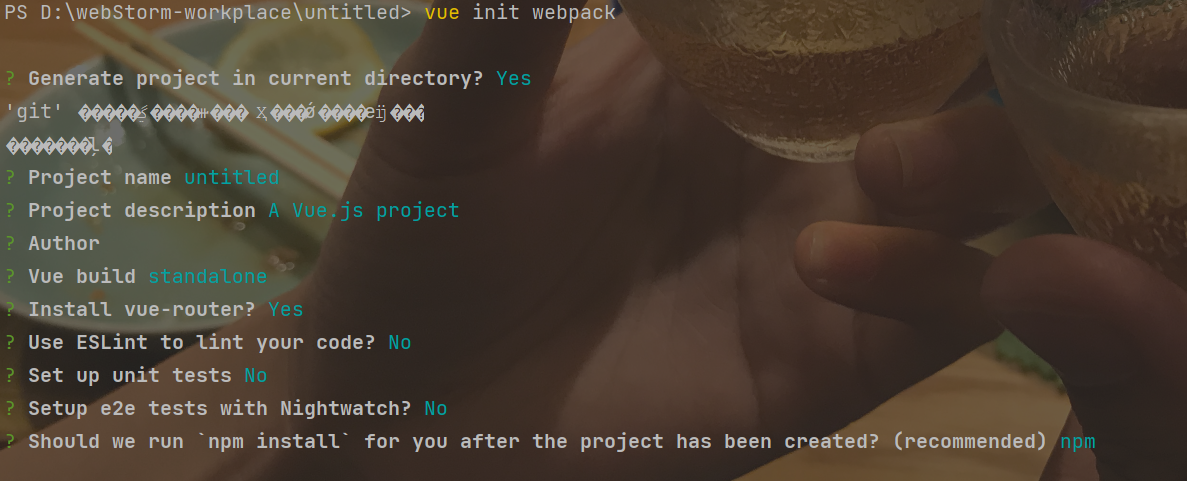 PS D:\webStorm-workplace\untitled> vue init webpack
? Generate project in current directory? Yes
'git'
? Project name untitled
? Project description A Vue.js project
? Author
? Vue build standalone
? Install vue-router? Yes
? Use ESLint to lint your code? No
? Set up unit tests No
? Setup e2e tests with Nightwatch? No
? Should we run `npm install` for you after the project has been created? (recommended) npm